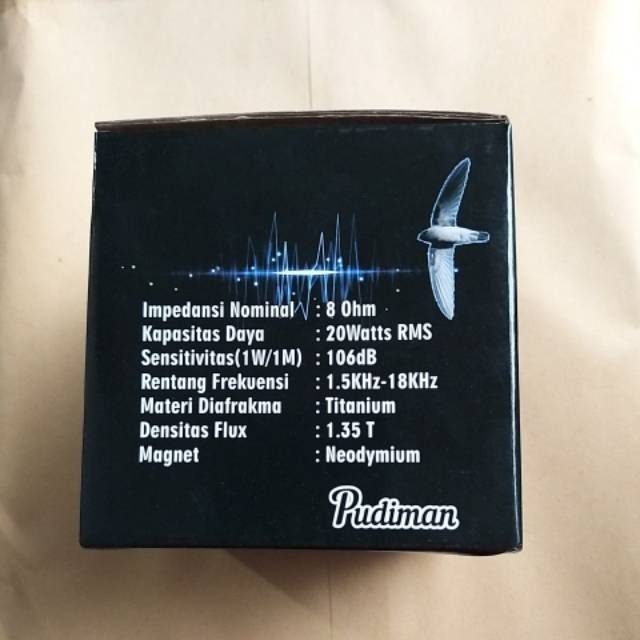 Impedansi Nominal : 8 Ohm
Kapasitas Daya : 20Watts RMS
Sensitivitas(1W/1M) : 106dB
Rentang Frekuensi : 1.5KHz-18KHz
Materi Diafrakma : Titanium
Densitas Flux : 1.35 T
Magnet : Neodymium
Pudiman